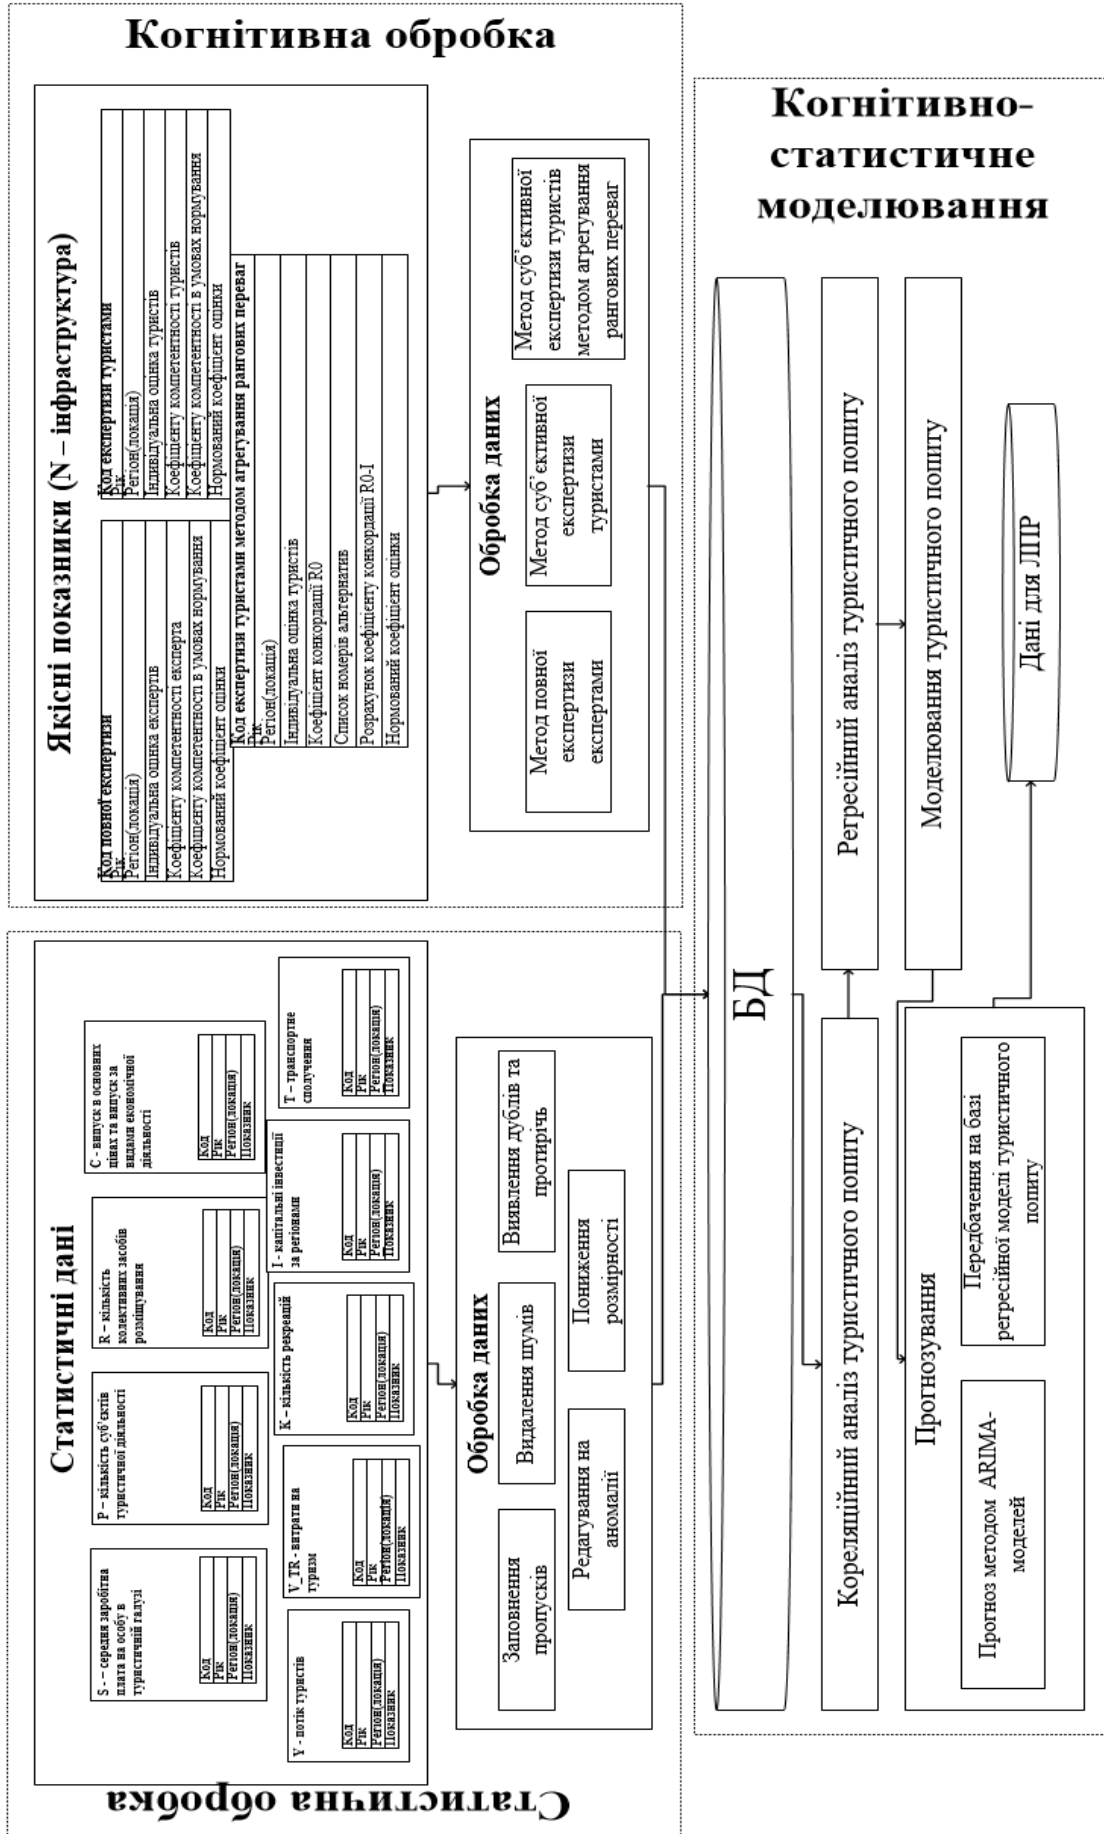 Когнітивна обробка
Якісні показники (N – інфраструктура)
Код повної експертизи
Рік
Регіон(локація)
Індивідуальна оцінка експертів
Коефіцієнту компетентності експерта
Коефіцієнту компетентності в умовах нормування
Нормований коефіцієнт оцінки
Код експертизи туристами
Рік
Регіон(локація)
Індивідуальна оцінка туристів
Коефіцієнту компетентності туристів
Коефіцієнту компетентності в умовах нормування
Нормований коефіцієнт оцінки
Код експертизи туристами методом агрегування рангових переваг
Рік
Регіон(локація)
Індивідуальна оцінка туристів
Коефіцієнт конкордації R0
Список номерів альтернатив
Розрахунок коефіцієнту конкордації R0-I
Нормований коефіцієнт оцінки
Обробка даних
Метод повної
експертизи
експертами
Метод суб’єктивної
експертизи
туристами
Метод суб’єктивної
експертизи туристів
методом агрегування
рангових переваг
Статистична обробка
Статистичні дані
S -– середня заробітна
плата на особу в
туристичній галузі
Код
Рік
Регіон(локація)
Показник
P – кількість суб’єктів
туристичної діяльності
Код
Рік
Регіон(локація)
Показник
R – кількість
колективних засобів
розміщування
Код
Рік
Регіон(локація)
Показник
C - випуск в основних
цінах та випуск за
видами економічної
діяльності
Код
Рік
Регіон(локація)
Показник
Y - потік туристів
Код
Рік
Регіон(локація)
Показник
V_TR - витрати на
туризм
Код
Рік
Регіон(локація)
Показник
K – кількість рекреацій
Код
Рік
Регіон(локація)
Показник
I - капітальні інвестиції
за регіонами
Код
Рік
Регіон(локація)
Показник
T – транспортне
сполучення
Код
Рік
Регіон(локація)
Показник
Обробка даних
Заповнення
пропусків
Видалення шумів
Виявлення дублів та
протирічь
Редагування на
аномалії
Пониження
розмірності
Когнітивно-
статистичне
моделювання
БД
Кореляційний аналіз туристичного попиту
Регресійний аналіз туристичного попиту
Моделювання туристичного попиту
Прогнозування
Прогноз методом ARIMA-
моделей
Передбачення на базі
регресійної моделі туристичного
попиту
Дані для ЛПР